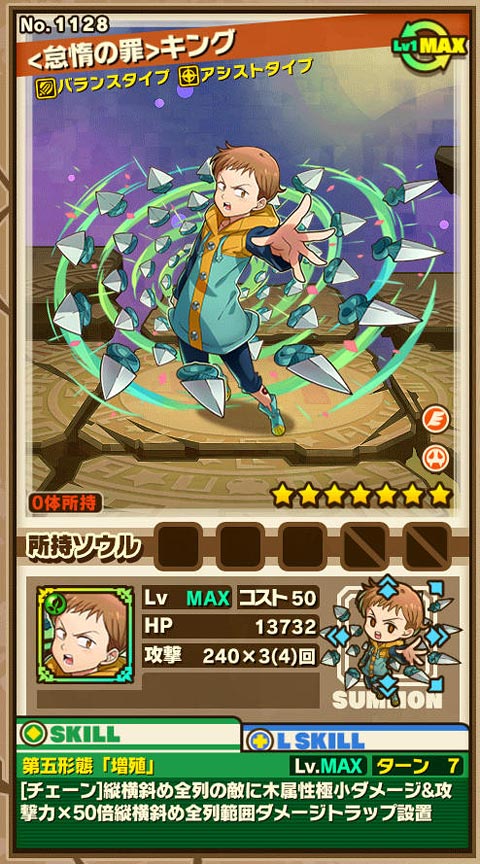 No.1128
<怠惰の罪>キング
Lv1 MAX
バランスタイプ アシストタイプ
E
0体所持
所持ソウル
Lv MAX コスト 50
HP 13732
攻撃 240×3(4)回
SUMMON
SKILL
L SKILL
第五形態「増殖」 Lv.MAX ターン 7
[チェーン]縦横斜め全列の敵に木属性極小ダメージ&攻
撃力×50倍縦横斜め全列範囲ダメージトラップ設置